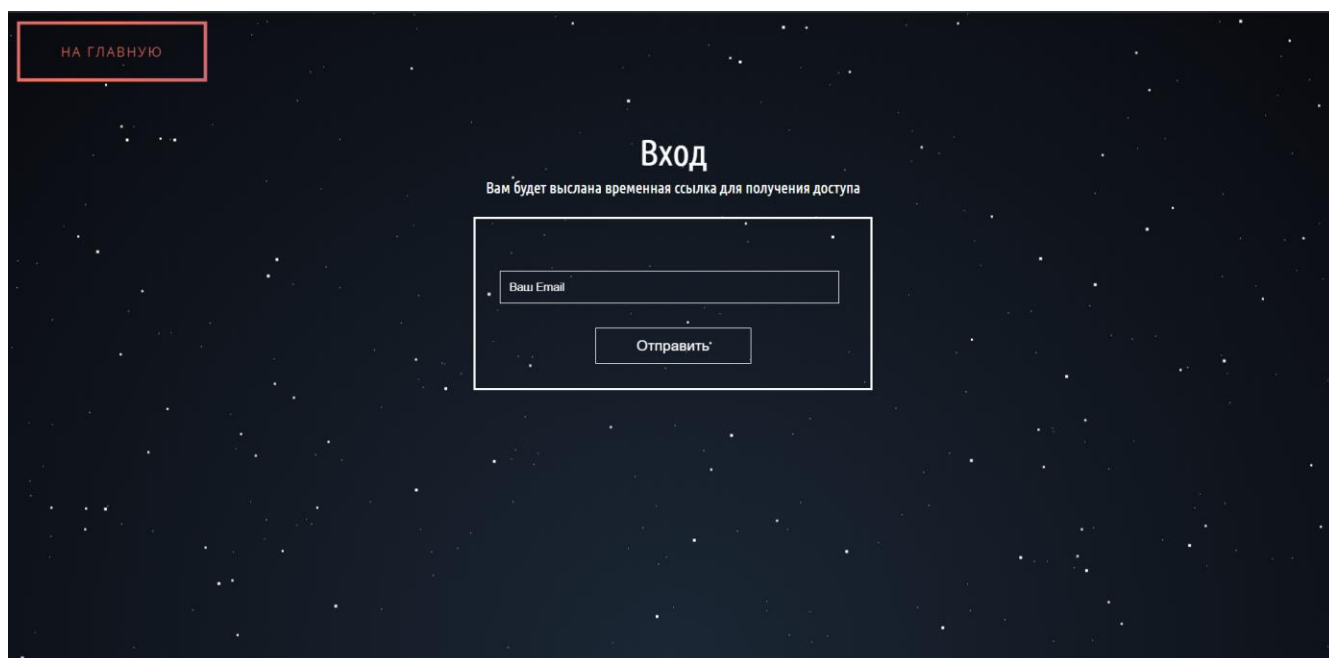 НА ГЛАВНУЮ
Вход
Вам будет выслана временная ссылка для получения доступа
Ваш Email
Отправить